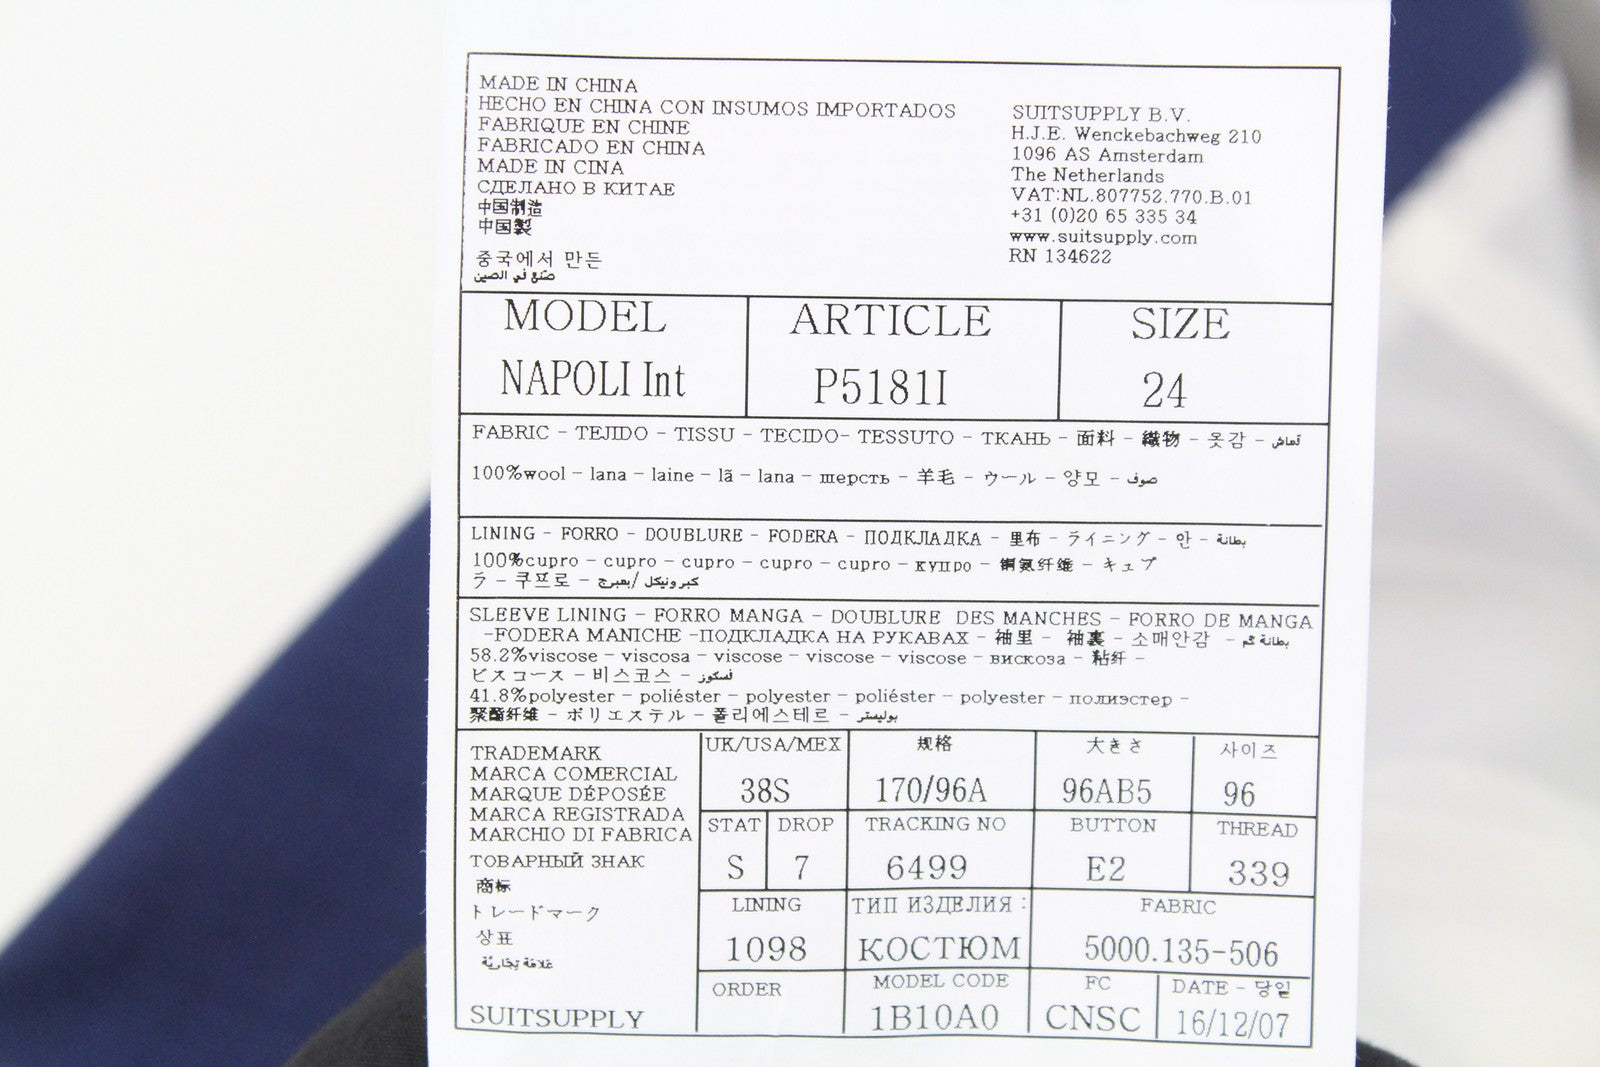 MADE IN CHINA
HECHO EN CHINA CON INSUMOS IMPORTADOS
FABRIQUE EN CHINE
FABRICADO EN CHINA
MADE IN CINA
СДЕЛАНО В КИТАЕ
中国制造
中国製
중국에서 만든
صنع في الصين
SUITSUPPLY B.V.
H.J.E. Wenckebachweg 210
1096 AS Amsterdam
The Netherlands
VAT:NL.807752.770.B.01
+31 (0)20 65 335 34
www.suitsupply.com
RN 134622
MODEL
NAPOLI Int
ARTICLE
P5181I
SIZE
24
FABRIC - TEJIDO - TISSU - TECIDO- TESSUTO - ТКАНЬ - 面料 - 織物 - 옷감 - قماش
100%wool - lana - laine - lã - lana - шерсть - 羊毛 - ウール - 양모 - صوف
LINING - FORRO - DOUBLURE - FODERA - ПОДКЛАДКА - 里布 - ライニング - 안 - بطانة
100%cupro - cupro - cupro - cupro - cupro - купро - 铜氨纤维 - キュプ
ラ - 쿠프로 - كبرونيكل /بمبرج
SLEEVE LINING - FORRO MANGA - DOUBLURE DES MANCHES - FORRO DE MANGA
-FODERA MANICHE -ПОДКЛАДКА НА РУКАВАХ - 袖里 - 袖裏 - 소매안감 - بطانة كم
58.2%viscose - viscosa - viscose - viscose - viscose - вискоза - 粘纤 -
ビスコース - 비스코스 - فسكوز
41.8%polyester - poliéster - polyester - poliéster - polyester - полиэстер -
聚酯纤维 - ポリエステル - 폴리에스테르 - بوليستر
TRADEMARK
MARCA COMERCIAL
MARQUE DÉPOSÉE
MARCA REGISTRADA
MARCHIO DI FABRICA
ТОВАРНЫЙ ЗНАК
商标
トレードマーク
상표
علامة تجارية
SUITSUPPLY
UK/USA/MEX
38S
规格
170/96A
大きさ
96AB5
사이즈
96
STAT
S
DROP
7
TRACKING NO
6499
BUTTON
E2
THREAD
339
LINING
1098
ТИП ИЗДЕЛИЯ :
КОСТЮМ
FABRIC
5000.135-506
ORDER
MODEL CODE
1B10A0
FC
CNSC
DATE - 당일
16/12/07